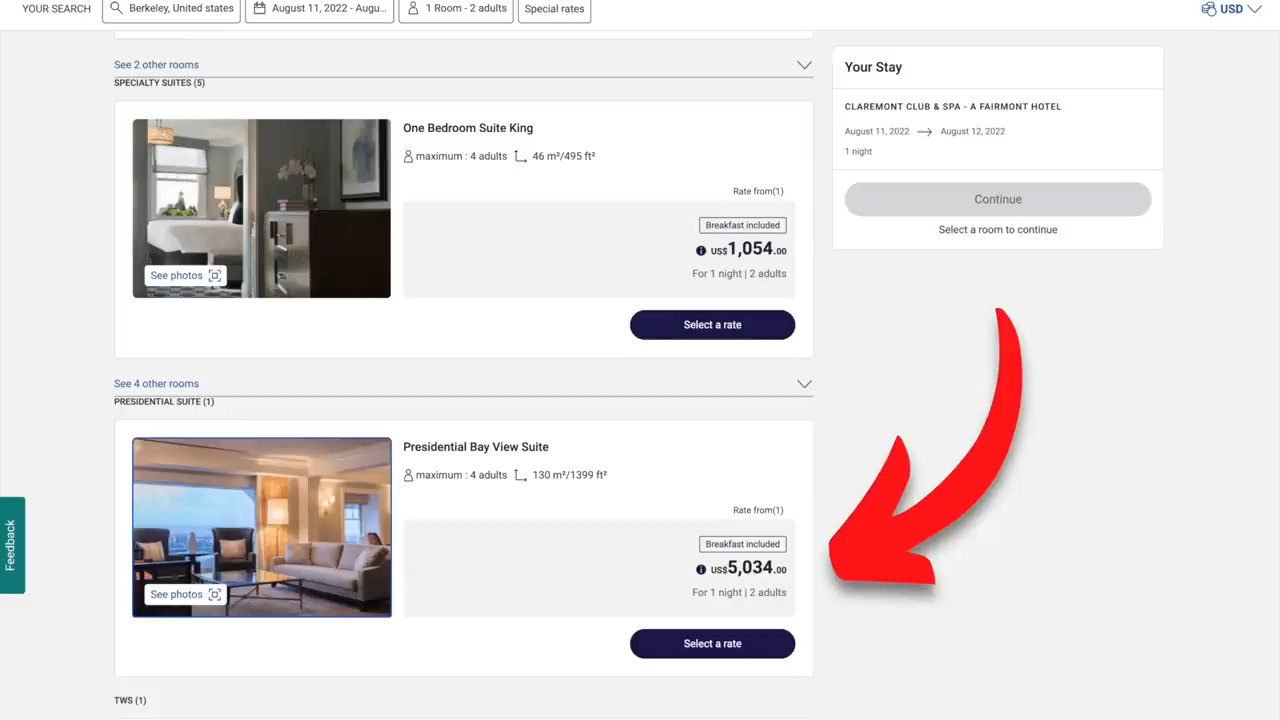 YOUR SEARCH
Berkeley, United states
August 11, 2022 - Augu...
1 Room - 2 adults
Special rates
USD
See 2 other rooms
SPECIALTY SUITES (5)
One Bedroom Suite King
maximum : 4 adults 46 m²/495 ft²
Rate from(1)
Breakfast included
US$1,054.00
For 1 night | 2 adults
See photos
Select a rate
See 4 other rooms
PRESIDENTIAL SUITE (1)
Presidential Bay View Suite
maximum : 4 adults 130 m²/1399 ft²
Rate from(1)
Breakfast included
US$5,034.00
For 1 night | 2 adults
See photos
Select a rate
TWS (1)
Your Stay
CLAREMONT CLUB & SPA - A FAIRMONT HOTEL
August 11, 2022 August 12, 2022
1 night
Continue
Select a room to continue
Feedback